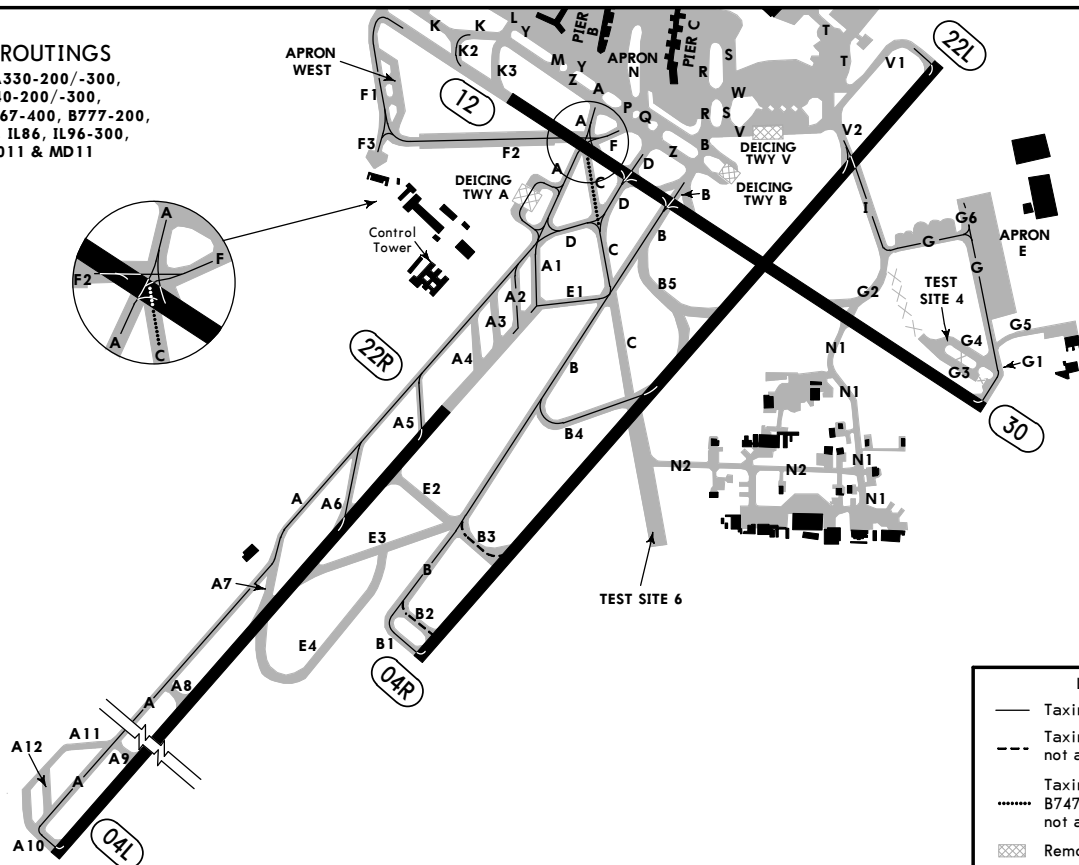 ROUTINGS
A330-200/-300,
40-200/-300,
67-400, B777-200,
IL86, IL96-300,
011 & MD11
APRON
WEST
K
K
L
Y
K2
K3
PIER
B
PIER C
APRON
N
M
Y
Z
A
P
Q
S
R
W
R
S
V
T
T
V1
22L
V2
12
F1
F3
F2
A
F
D
Z
B
DEICING
TWY V
DEICING
TWY B
DEICING
TWY A
A
C
D
B
Control
Tower
D
C
B
A1
E1
A2
A3
A4
B5
I
G
G6
G
APRON
E
TEST
SITE 4
G2
G4
G5
G3
G1
30
A
F
F2
A
C
22R
B
C
B4
A5
N1
N1
N1
N1
N2
N2
A
A6
E2
E3
B3
A7
B
B2
B1
E4
04R
TEST SITE 6
A8
A
A11
A9
A12
A
A10
04L
Taxin
Taxin
not a
Taxin
B747
not a
Remo